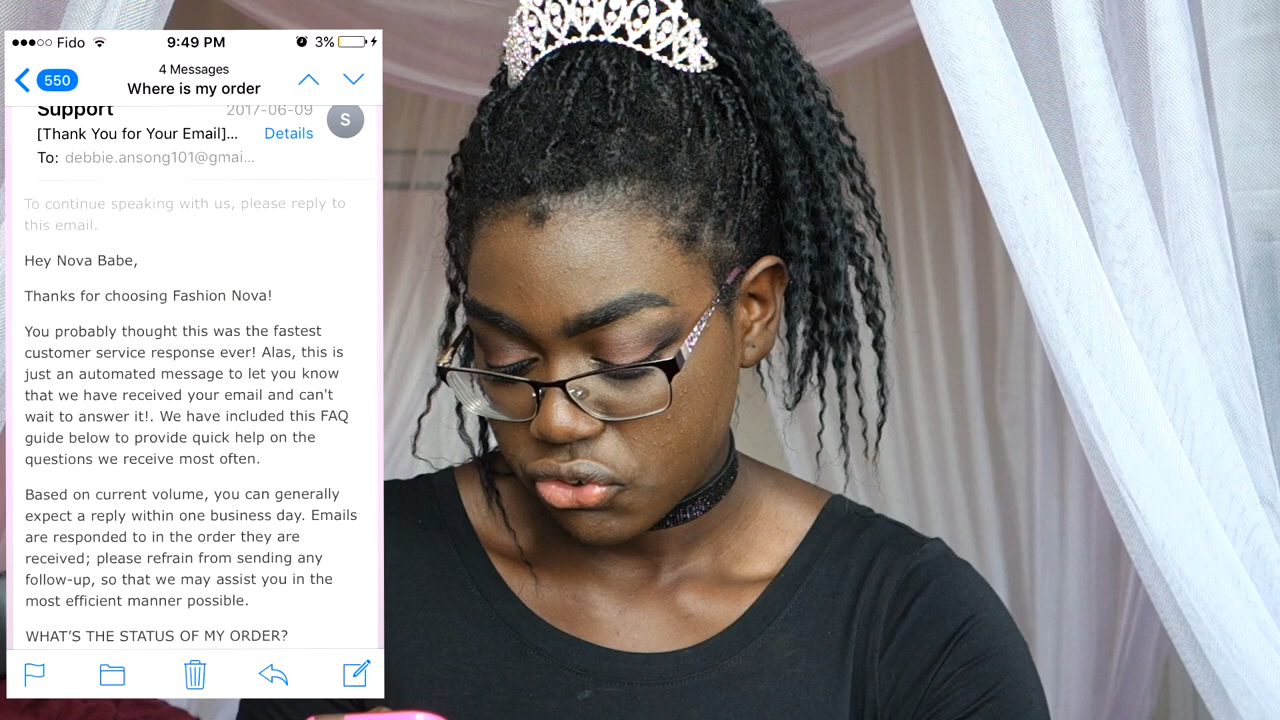 Fido 9:49 PM 3%
550
4 Messages
Where is my order
Support 2017-06-09
S
[Thank You for Your Email]... Details
To: debbie.ansong101@gmai...
To continue speaking with us, please reply to
this email.
Hey Nova Babe,
Thanks for choosing Fashion Nova!
You probably thought this was the fastest
customer service response ever! Alas, this is
just an automated message to let you know
that we have received your email and can't
wait to answer it!. We have included this FAQ
guide below to provide quick help on the
questions we receive most often.
Based on current volume, you can generally
expect a reply within one business day. Emails
are responded to in the order they are
received; please refrain from sending any
follow-up, so that we may assist you in the
most efficient manner possible.
WHAT'S THE STATUS OF MY ORDER?